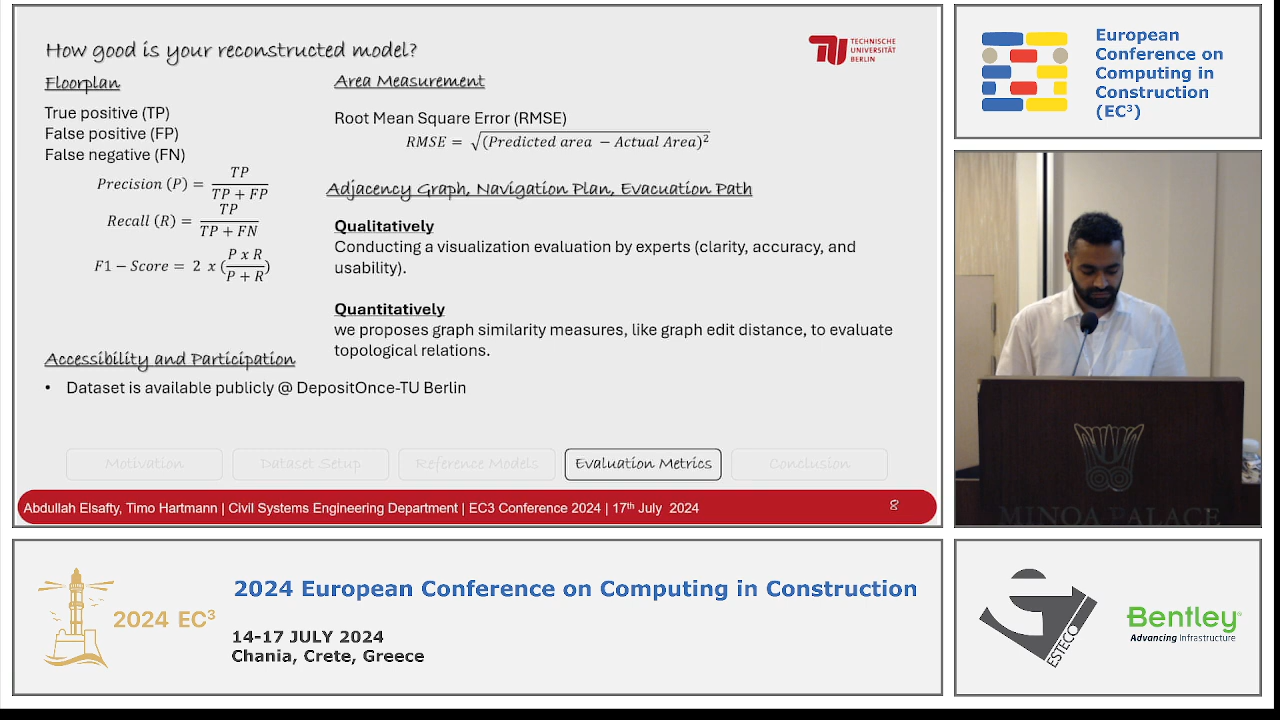 How good is your reconstructed model?
TECHNISCHE
UNIVERSITÄT
BERLIN
Floorplan
True positive (TP)
False positive (FP)
False negative (FN)
Precision (P) = TP / (TP + FP)
Recall (R) = TP / (TP + FN)
F1 − Score = 2 x (P x R / P + R)
Area Measurement
Root Mean Square Error (RMSE)
RMSE = √(Predicted area − Actual Area)²
Adjacency Graph, Navigation Plan, Evacuation Path
Qualitatively
Conducting a visualization evaluation by experts (clarity, accuracy, and
usability).
Quantitatively
we proposes graph similarity measures, like graph edit distance, to evaluate
topological relations.
Accessibility and Participation
• Dataset is available publicly @ DepositOnce-TU Berlin
Motivation
Dataset Setup
Reference Models
Evaluation Metrics
Conclusion
Abdullah Elsafty, Timo Hartmann | Civil Systems Engineering Department | EC3 Conference 2024 | 17th July 2024
8
European
Conference on
Computing in
Construction
(EC³)
MINOA PALACE
2024 EC³
2024 European Conference on Computing in Construction
14-17 JULY 2024
Chania, Crete, Greece
ESTECO
Bentley
Advancing Infrastructure